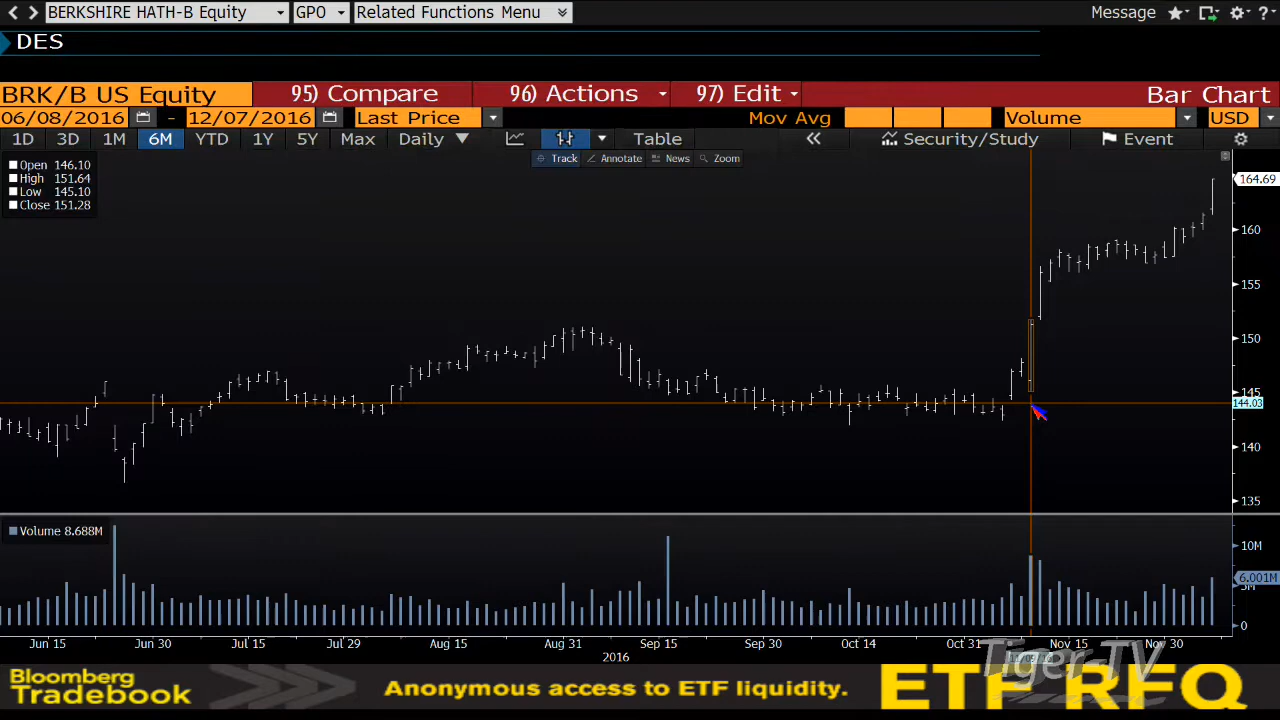 BERKSHIRE HATH-B Equity GPO Related Functions Menu Message ?
DES
BRK/B US Equity 95) Compare 96) Actions 97) Edit Bar Chart
06/08/2016 - 12/07/2016 Last Price Mov Avg Volume USD
1D 3D 1M 6M YTD 1Y 5Y Max Daily Table Security/Study Event
Track Annotate News Zoom
Open 146.10
High 151.64
Low 145.10
Close 151.28
164.69
160
155
150
145
144.03
140
135
Volume 8.688M
10M
6.001M
5M
0
Jun 15 Jun 30 Jul 15 Jul 29 Aug 15 Aug 31 Sep 15 Sep 30 Oct 14 Oct 31 Nov 15 Nov 30
2016
TigerTV
Bloomberg
Tradebook
Anonymous access to ETF liquidity.
ETF RFQ